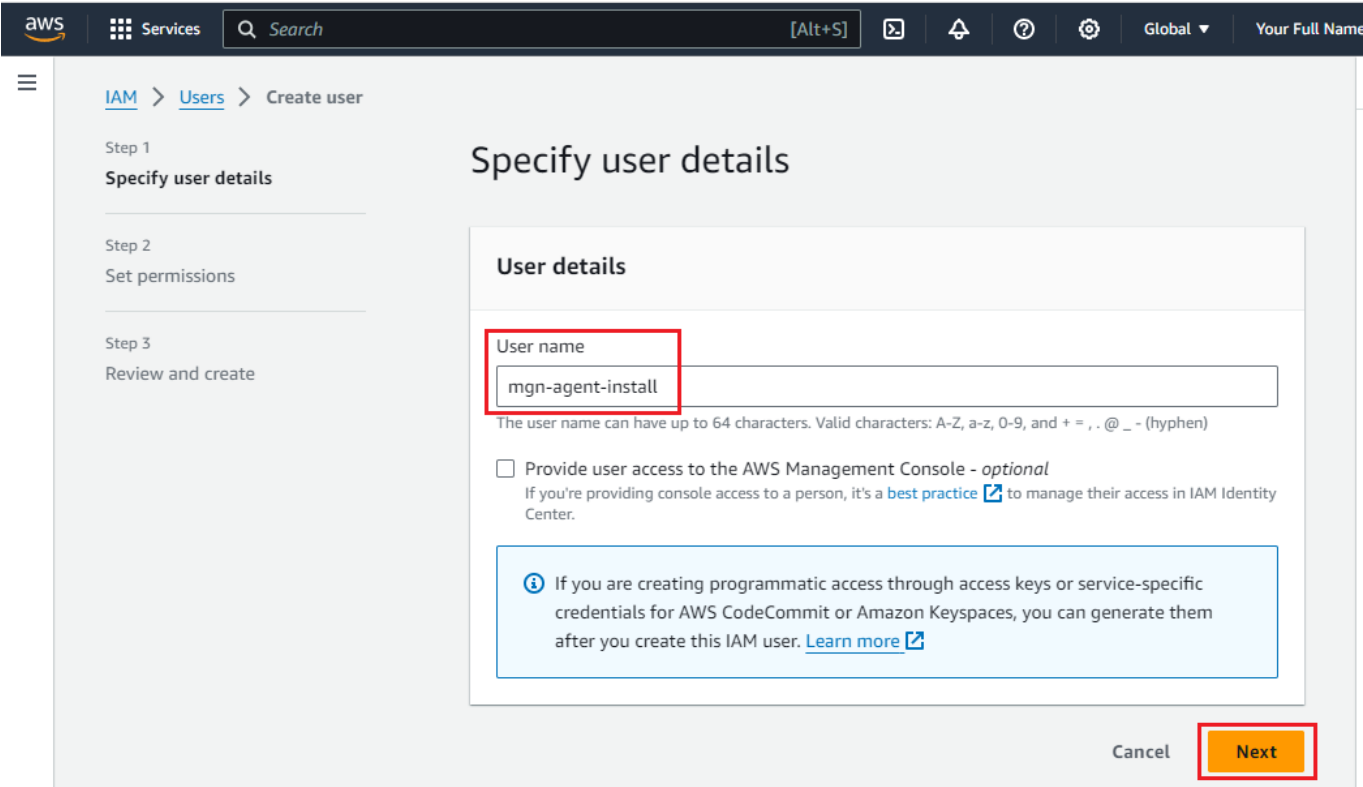 aws
Services
Search
[Alt+S]
Global
Your Full Name
IAM > Users > Create user
Step 1
Specify user details
Step 2
Set permissions
Step 3
Review and create
Specify user details
User details
User name
mgn-agent-install
The user name can have up to 64 characters. Valid characters: A-Z, a-z, 0-9, and + = , . @ _ - (hyphen)
Provide user access to the AWS Management Console - optional
If you're providing console access to a person, it's a best practice to manage their access in IAM Identity
Center.
If you are creating programmatic access through access keys or service-specific
credentials for AWS CodeCommit or Amazon Keyspaces, you can generate them
after you create this IAM user. Learn more
Cancel
Next